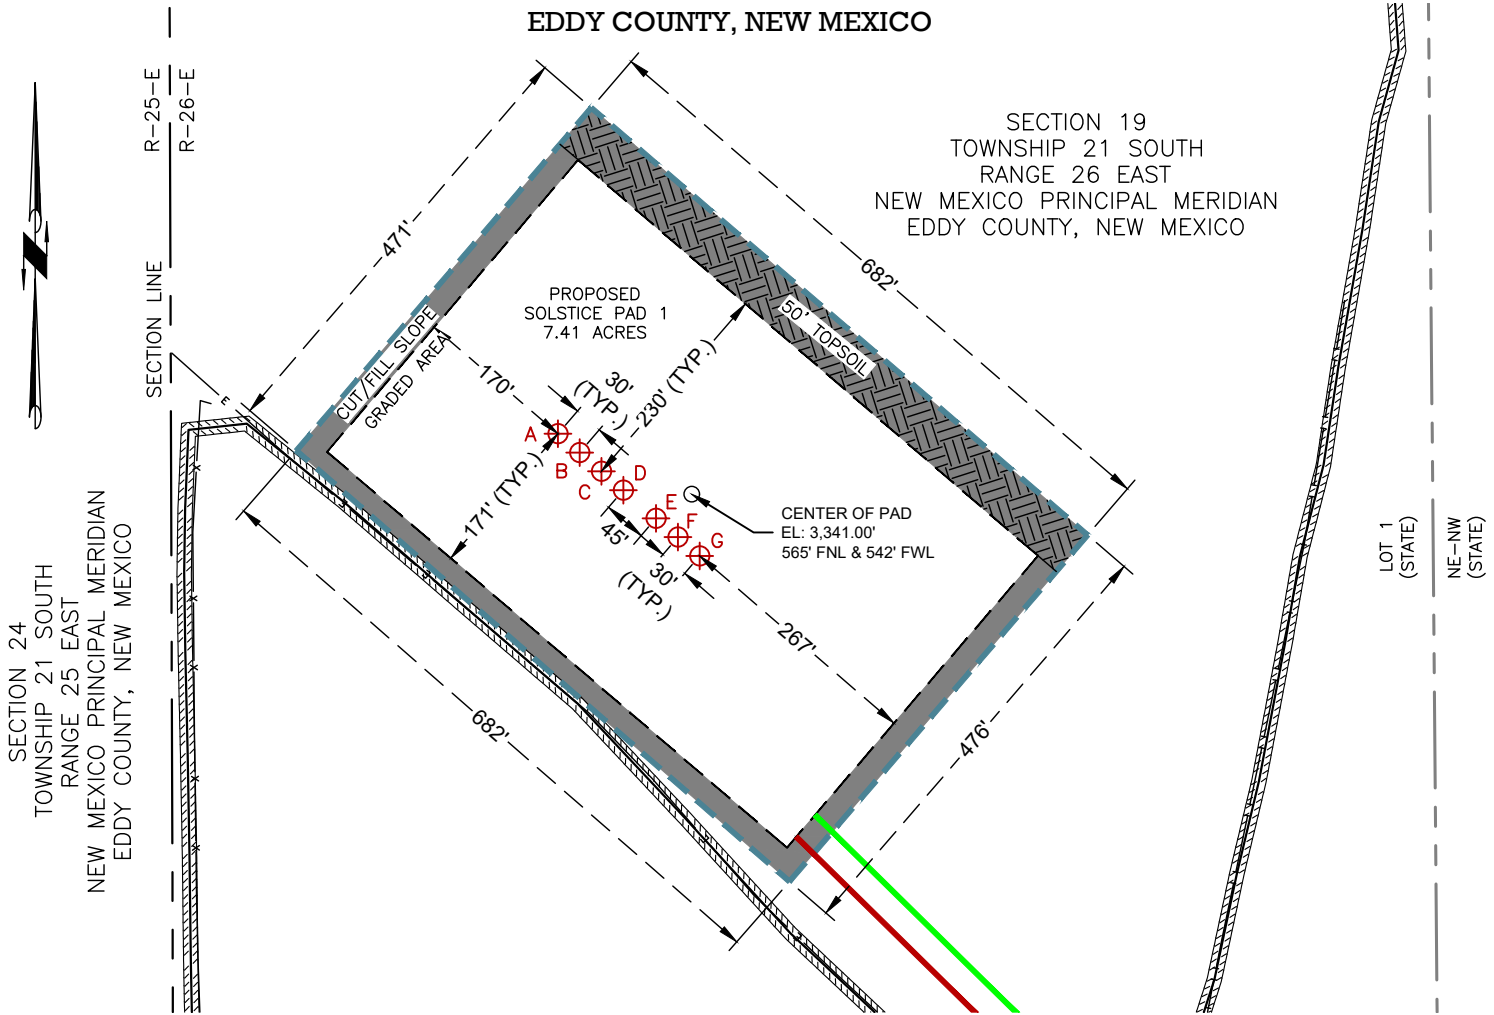 EDDY COUNTY, NEW MEXICO
R-25-E
R-26-E
SECTION LINE
SECTION 19
TOWNSHIP 21 SOUTH
RANGE 26 EAST
NEW MEXICO PRINCIPAL MERIDIAN
EDDY COUNTY, NEW MEXICO
471'
682'
PROPOSED
SOLSTICE PAD 1
7.41 ACRES
50' TOPSOIL
CUT/FILL SLOPE
GRADED AREA
170'
30'
(TYP.)
230' (TYP.)
171' (TYP.)
A
B
C
D
E
F
G
45'
30'
(TYP.)
267'
CENTER OF PAD
EL: 3,341.00'
565' FNL & 542' FWL
682'
476'
E
SECTION 24
TOWNSHIP 21 SOUTH
RANGE 25 EAST
NEW MEXICO PRINCIPAL MERIDIAN
EDDY COUNTY, NEW MEXICO
LOT 1
(STATE)
NE-NW
(STATE)